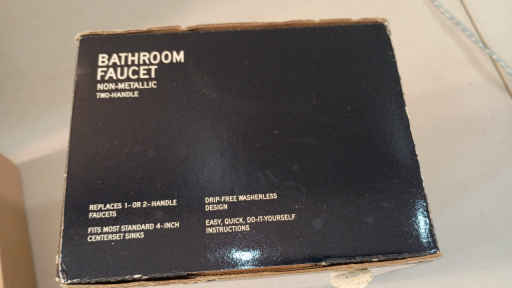 BATHROOM
FAUCET
NON-METALLIC
TWO-HANDLE
REPLACES 1- OR 2-HANDLE
FAUCETS
FITS MOST STANDARD 4-INCH
CENTERSET SINKS
DRIP-FREE WASHERLESS
DESIGN
EASY, QUICK, DO-IT-YOURSELF
INSTRUCTIONS